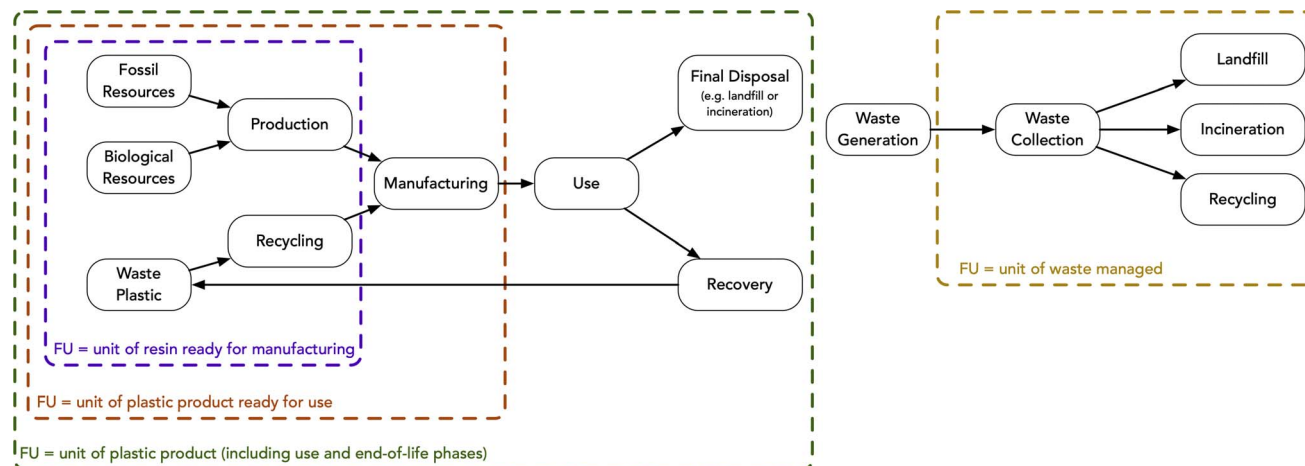 Fossil
Resources
Biological
Resources
Production
Waste
Plastic
Recycling
Manufacturing
Use
Final Disposal
(e.g. landfill or
incineration)
Recovery
FU = unit of resin ready for manufacturing
FU = unit of plastic product ready for use
FU = unit of plastic product (including use and end-of-life phases)
Waste
Generation
Waste
Collection
Landfill
Incineration
Recycling
FU = unit of waste managed